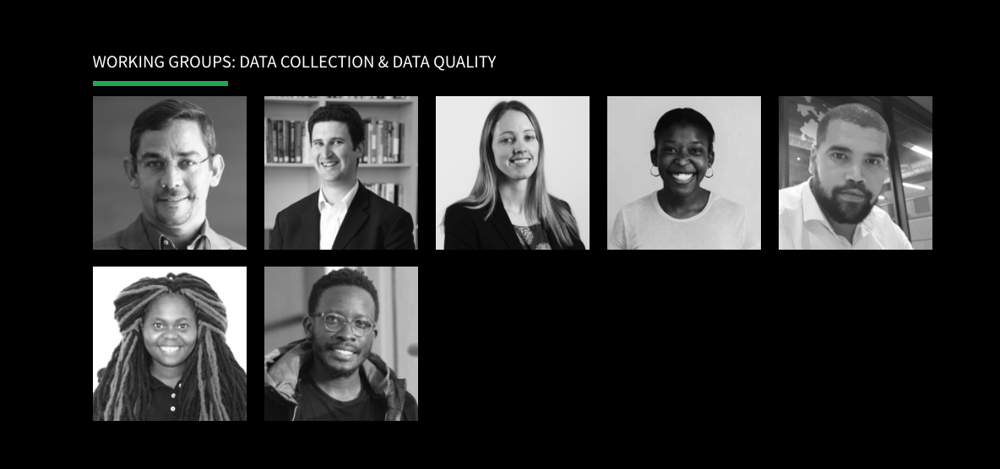 WORKING GROUPS: DATA COLLECTION & DATA QUALITY